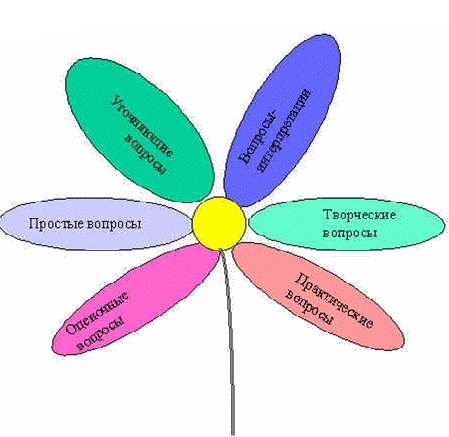 Уточняющие
вопросы
Вопросы-
интерпретации
Простые вопросы
Творческие
вопросы
Оценочные
вопросы
Практические
вопросы